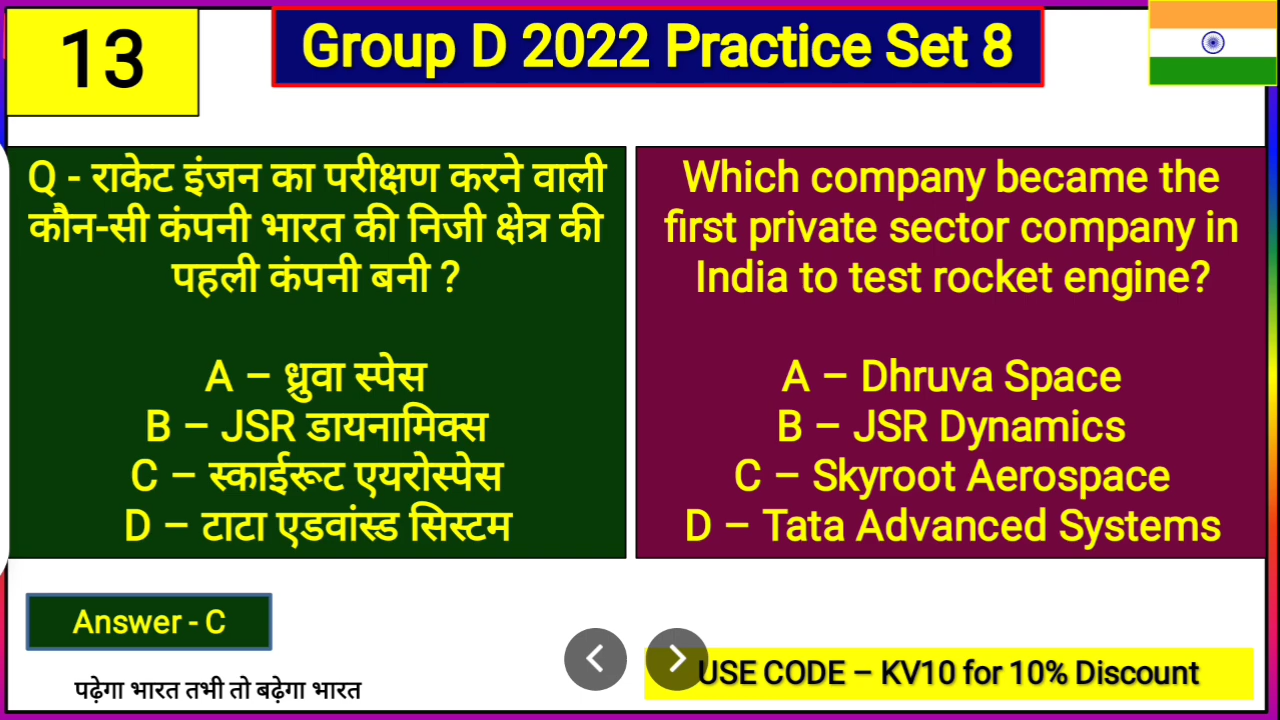 13
Group D 2022 Practice Set 8
Q - राकेट इंजन का परीक्षण करने वाली
कौन-सी कंपनी भारत की निजी क्षेत्र की
पहली कंपनी बनी ?
A – ध्रुवा स्पेस
B – JSR डायनामिक्स
C – स्काईरूट एयरोस्पेस
D – टाटा एडवांस्ड सिस्टम
Which company became the
first private sector company in
India to test rocket engine?
A – Dhruva Space
B – JSR Dynamics
C – Skyroot Aerospace
D – Tata Advanced Systems
Answer - C
पढ़ेगा भारत तभी तो बढ़ेगा भारत
USE CODE – KV10 for 10% Discount